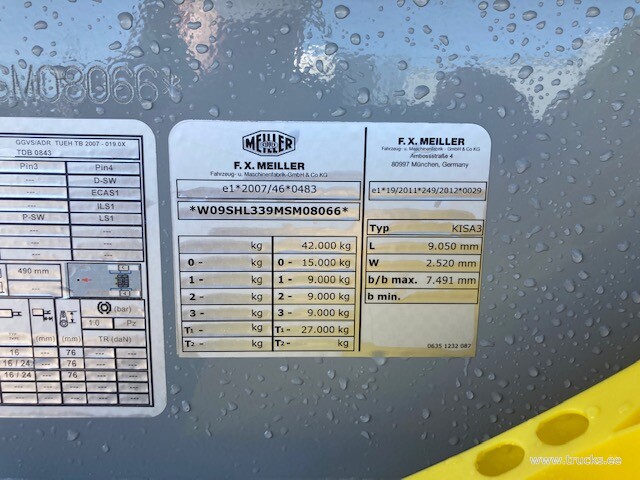 SM08066*
GGVS/ADR TUEH TB 2007 - 019.0X
TDB 0843
Pin3 Pin4
--- D-SW
--- ECAS1
--- ILS1
P-SW LS1
--- ---
490 mm
(bar)
1.0 Pz
(mm) (mm) TR (daN)
16 --- 76 --- ---
16 / 24 --- 76 --- ---
16 / 24 --- 76 --- ---
--- --- --- --- ---
MEILLER
KIPPER
F. X. MEILLER
Fahrzeug- u. Maschinenfabrik-GmbH & Co KG
e1*2007/46*0483
*W09SHL339MSM08066*
kg 42.000 kg
0 - kg 0 - 15.000 kg
1 - kg 1 - 9.000 kg
2 - kg 2 - 9.000 kg
3 - kg 3 - 9.000 kg
T1 - kg T1 - 27.000 kg
T2 - kg T2 - kg
F. X. MEILLER
Fahrzeug- u. Maschinenfabrik-GmbH & Co KG
Ambossstraße 4
80997 München, Germany
e1*19/2011*249/2012*0029
Typ KISA3
L 9.050 mm
W 2.520 mm
b/b max. 7.491 mm
b min.
0635 1232 087
www.trucks.ee